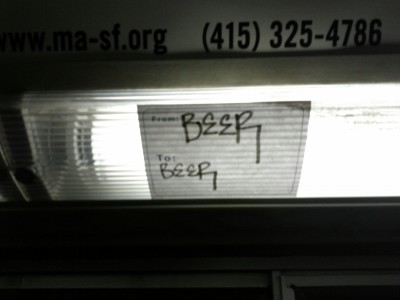 www.ma-sf.org (415) 325-4786
From: BEER
To:
BEER